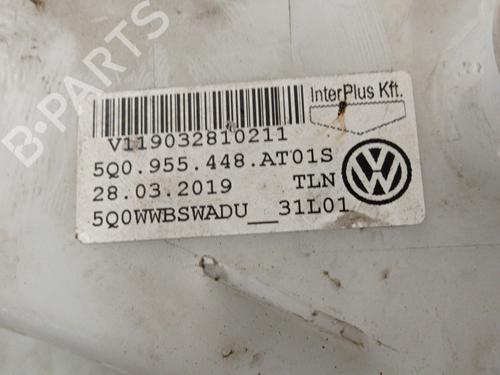 B-PARTS
InterPlus Kft.
V119032810211
5Q0.955.448.AT01S
28.03.2019 TLN
5Q0WWBSWADU__31L01